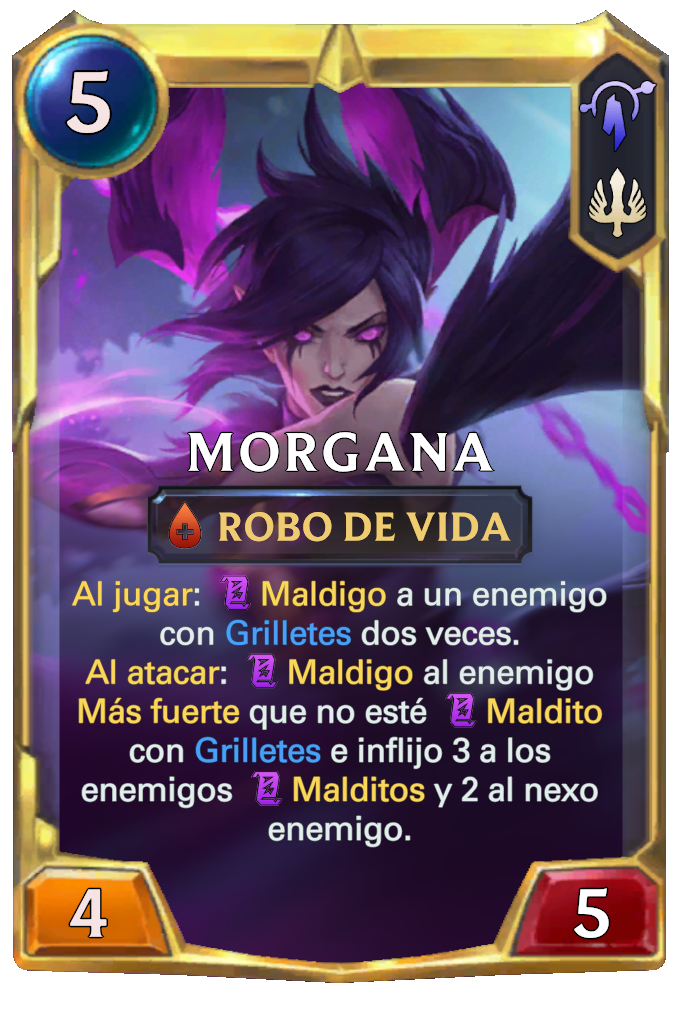 5
MORGANA
ROBO DE VIDA
Al jugar: Maldigo a un enemigo
con Grilletes dos veces.
Al atacar: Maldigo al enemigo
Más fuerte que no esté Maldito
con Grilletes e inflijo 3 a los
enemigos Malditos y 2 al nexo
enemigo.
4
5